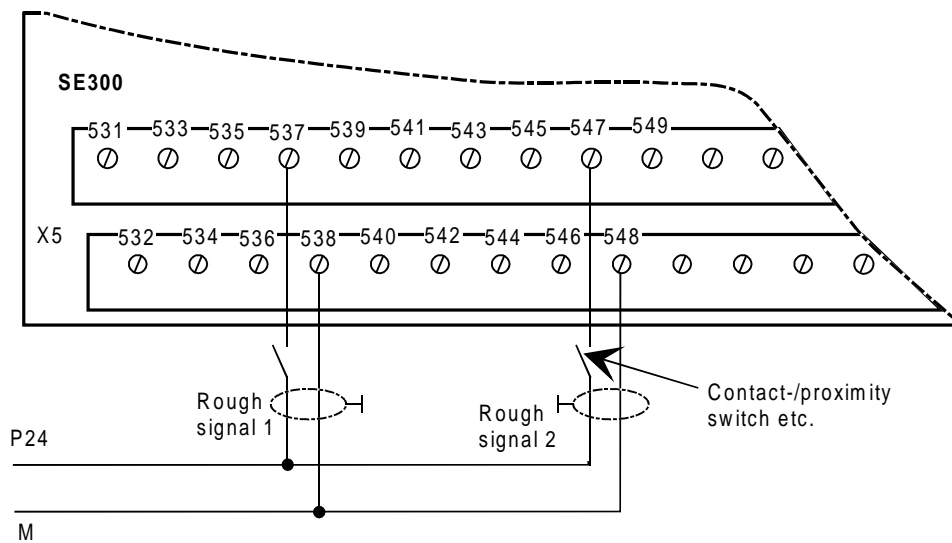 SE300
531 533 535 537 539 541 543 545 547 549
X5
532 534 536 538 540 542 544 546 548
Rough
signal 1
Rough
signal 2
Contact-/proximity
switch etc.
P24
M